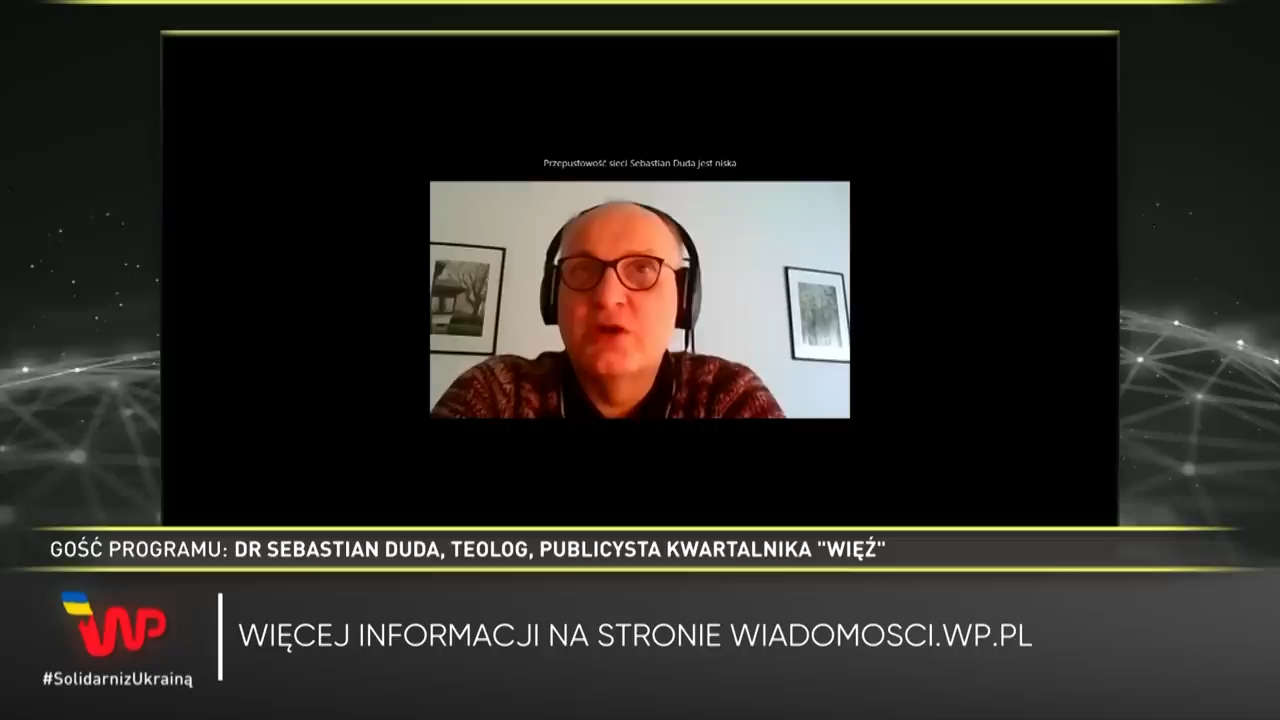 Przepustowość sieci Sebastian Duda jest niska
GOŚĆ PROGRAMU: DR SEBASTIAN DUDA, TEOLOG, PUBLICYSTA KWARTALNIKA "WIĘŹ"
WP
WIĘCEJ INFORMACJI NA STRONIE WIADOMOSCI.WP.PL
#SolidarnizUkrainą